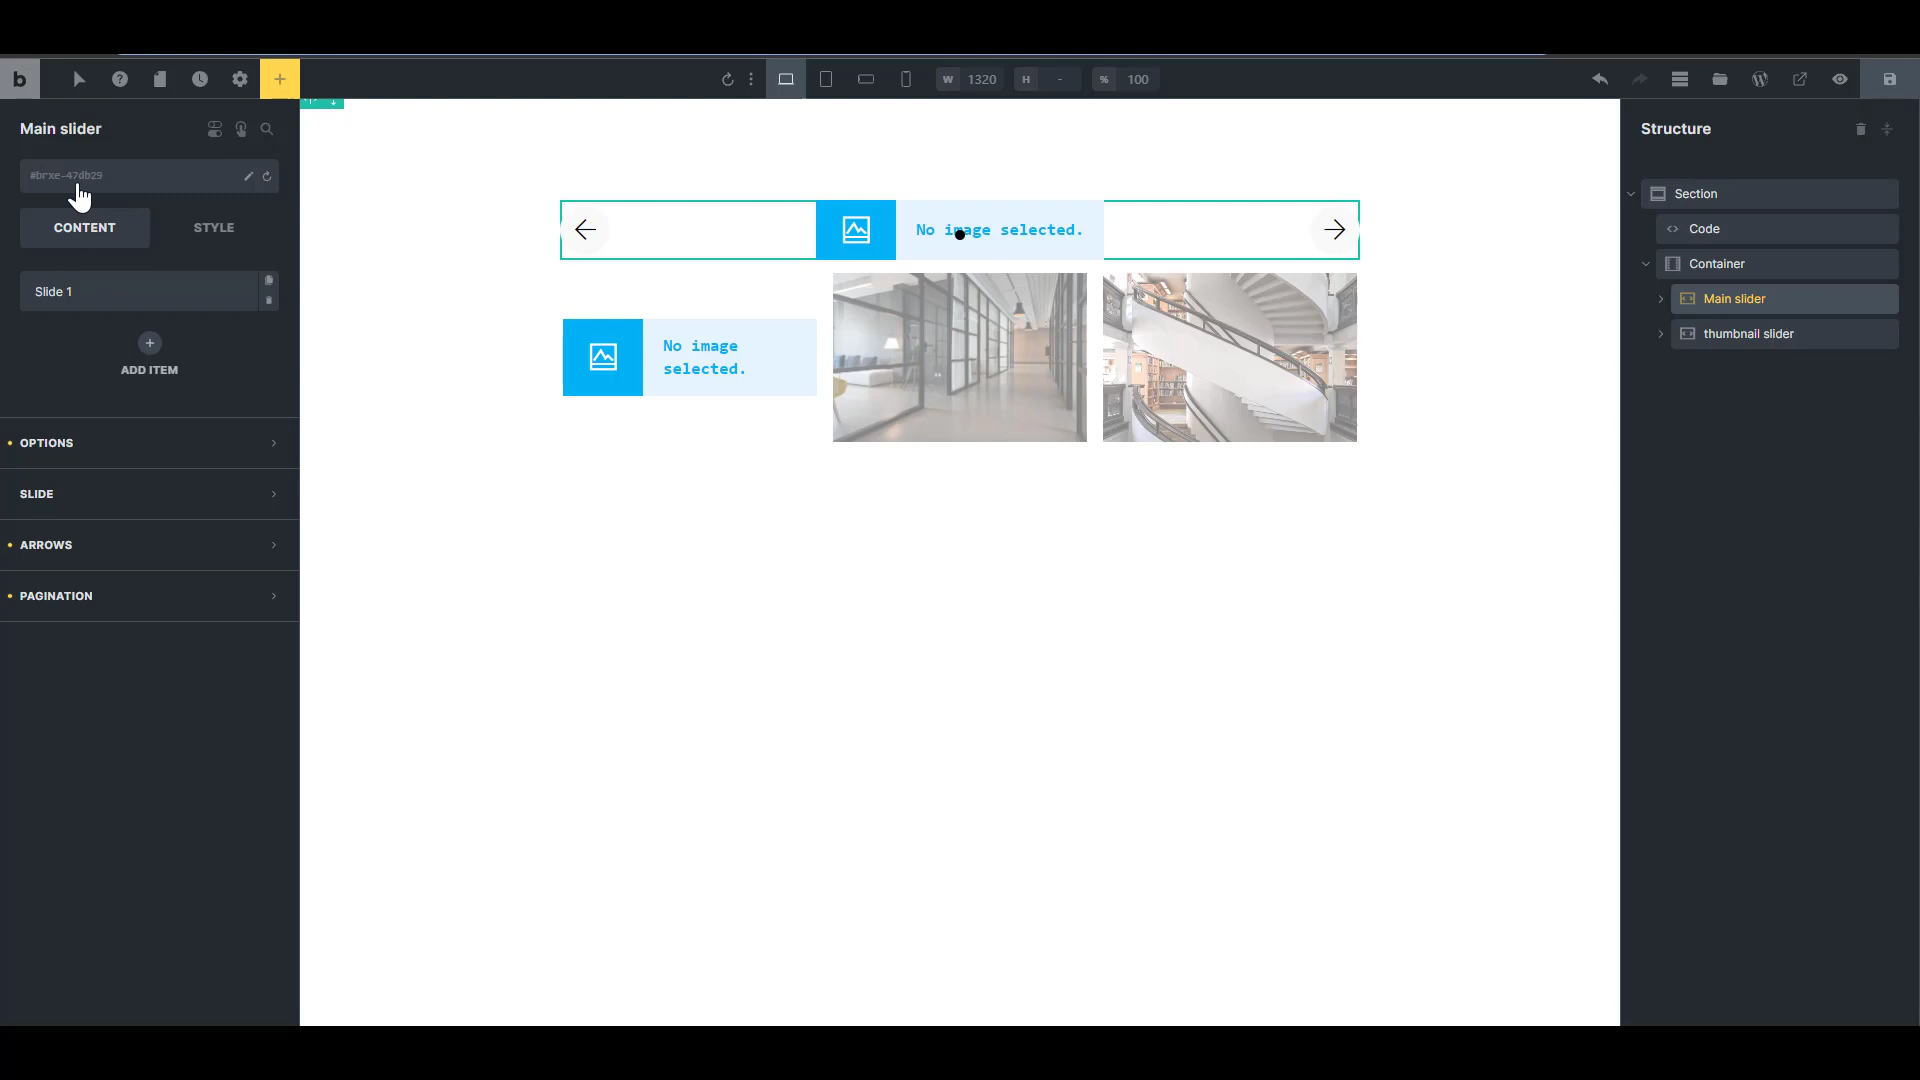 b
W 1320 H - % 100
Main slider
#brxe-47db29
CONTENT STYLE
Slide 1
ADD ITEM
OPTIONS
SLIDE
ARROWS
PAGINATION
No image selected.
No image
selected.
Structure
Section
Code
Container
Main slider
thumbnail slider